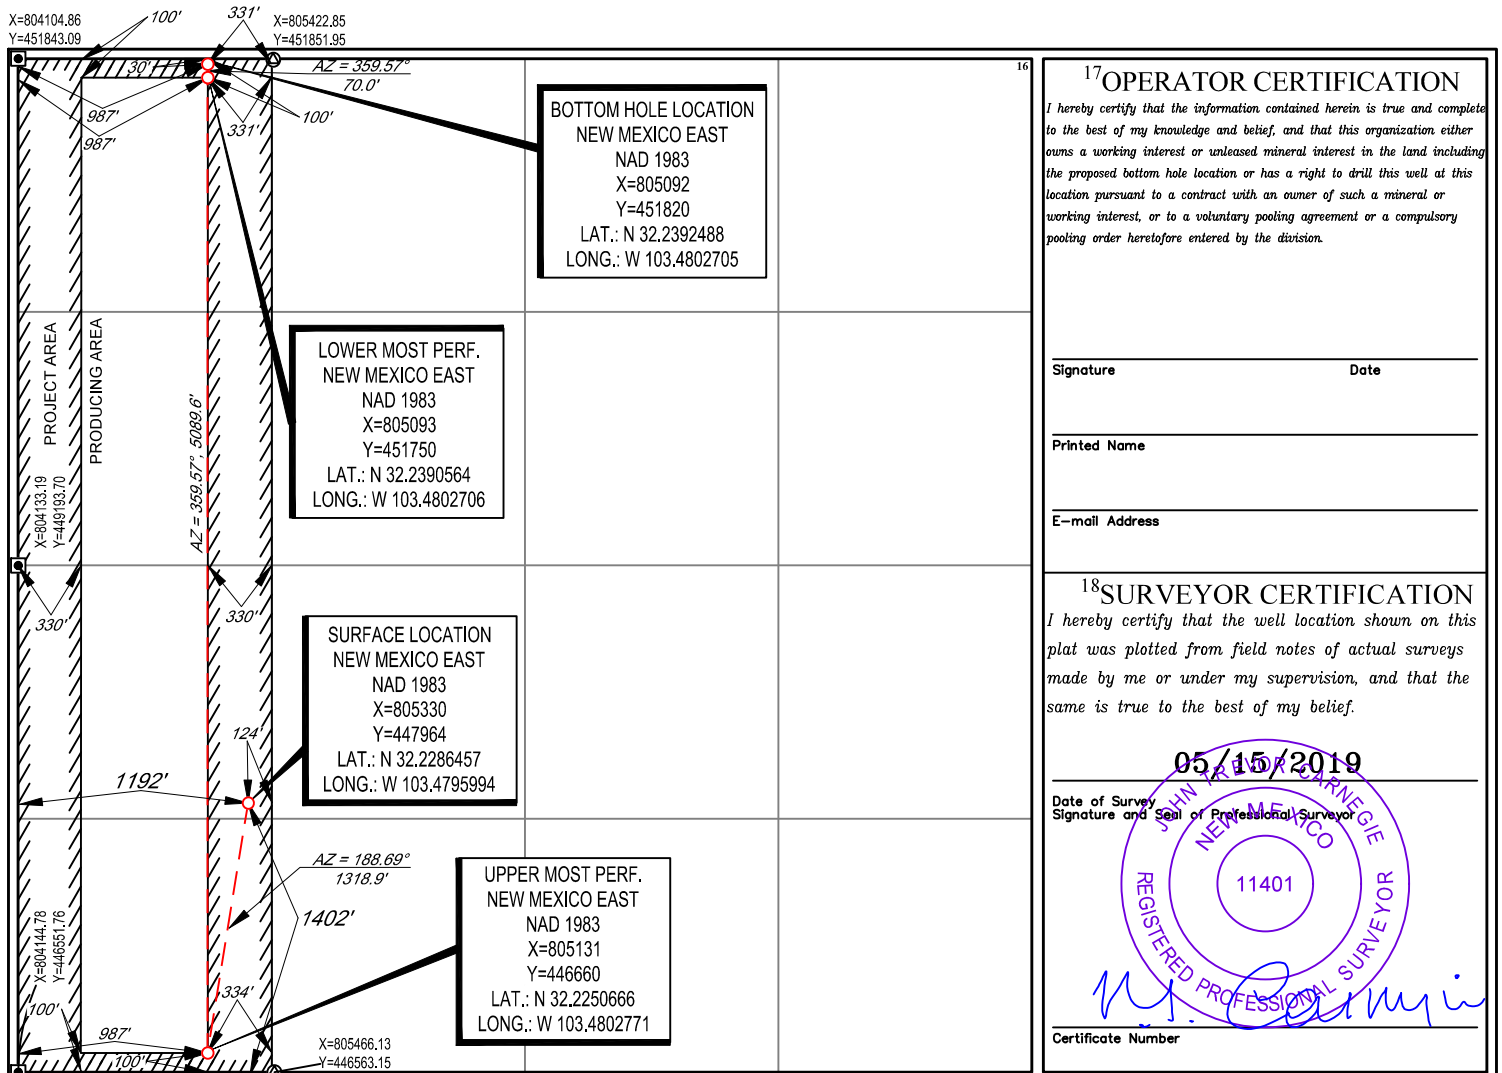 X=804104.86
Y=451843.09
100'
331'
X=805422.85
Y=451851.95
30'
AZ = 359.57°
70.0'
987'
987'
331'
100'
16
BOTTOM HOLE LOCATION
NEW MEXICO EAST
NAD 1983
X=805092
Y=451820
LAT.: N 32.2392488
LONG.: W 103.4802705
PROJECT AREA
PRODUCING AREA
LOWER MOST PERF.
NEW MEXICO EAST
NAD 1983
X=805093
Y=451750
LAT.: N 32.2390564
LONG.: W 103.4802706
AZ = 359.57°, 5089.6'
X=804133.19
Y=449193.70
330'
330'
SURFACE LOCATION
NEW MEXICO EAST
NAD 1983
X=805330
Y=447964
LAT.: N 32.2286457
LONG.: W 103.4795994
124'
1192'
AZ = 188.69°
1318.9'
1402'
UPPER MOST PERF.
NEW MEXICO EAST
NAD 1983
X=805131
Y=446660
LAT.: N 32.2250666
LONG.: W 103.4802771
X=804144.78
Y=446551.76
100'
987'
334'
100'
X=805466.13
Y=446563.15
17 OPERATOR CERTIFICATION
I hereby certify that the information contained herein is true and complete
to the best of my knowledge and belief, and that this organization either
owns a working interest or unleased mineral interest in the land including
the proposed bottom hole location or has a right to drill this well at this
location pursuant to a contract with an owner of such a mineral or
working interest, or to a voluntary pooling agreement or a compulsory
pooling order heretofore entered by the division.
Signature Date
Printed Name
E-mail Address
18 SURVEYOR CERTIFICATION
I hereby certify that the well location shown on this
plat was plotted from field notes of actual surveys
made by me or under my supervision, and that the
same is true to the best of my belief.
05/15/2019
Date of Survey
Signature and Seal of Professional Surveyor
JOHN TREVOR CARNEGIE
NEW MEXICO
11401
REGISTERED PROFESSIONAL SURVEYOR
Certificate Number